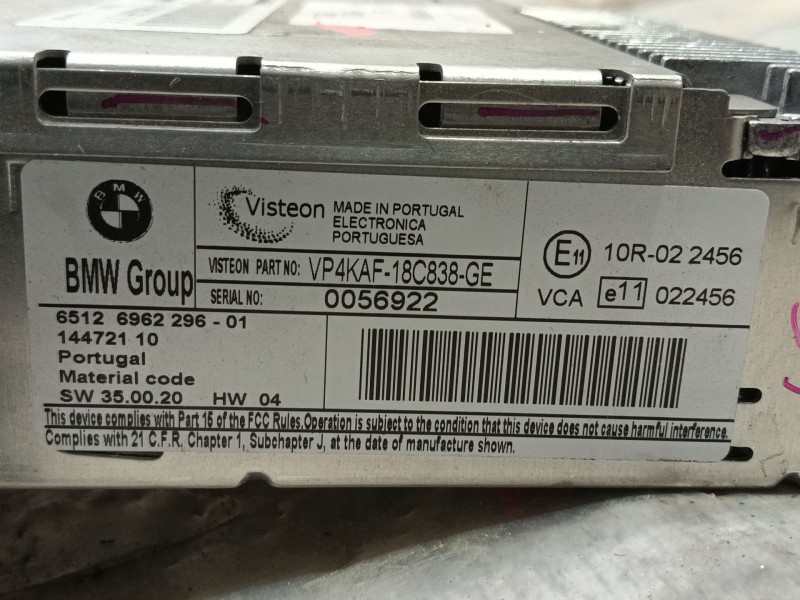 BMW
BMW Group
Visteon
MADE IN PORTUGAL
ELECTRONICA
PORTUGUESA
VISTEON PART NO: VP4KAF-18C838-GE
SERIAL NO: 0056922
E11 10R-02 2456
VCA e11 022456
6512 6962 296-01
144721 10
Portugal
Material code
SW 35.00.20 HW 04
This device complies with Part 16 of the FCC Rules.Operation is subject to the condition that this device does not cause harmful interference.
Complies with 21 C.F.R. Chapter 1, Subchapter J, at the date of manufacture shown.